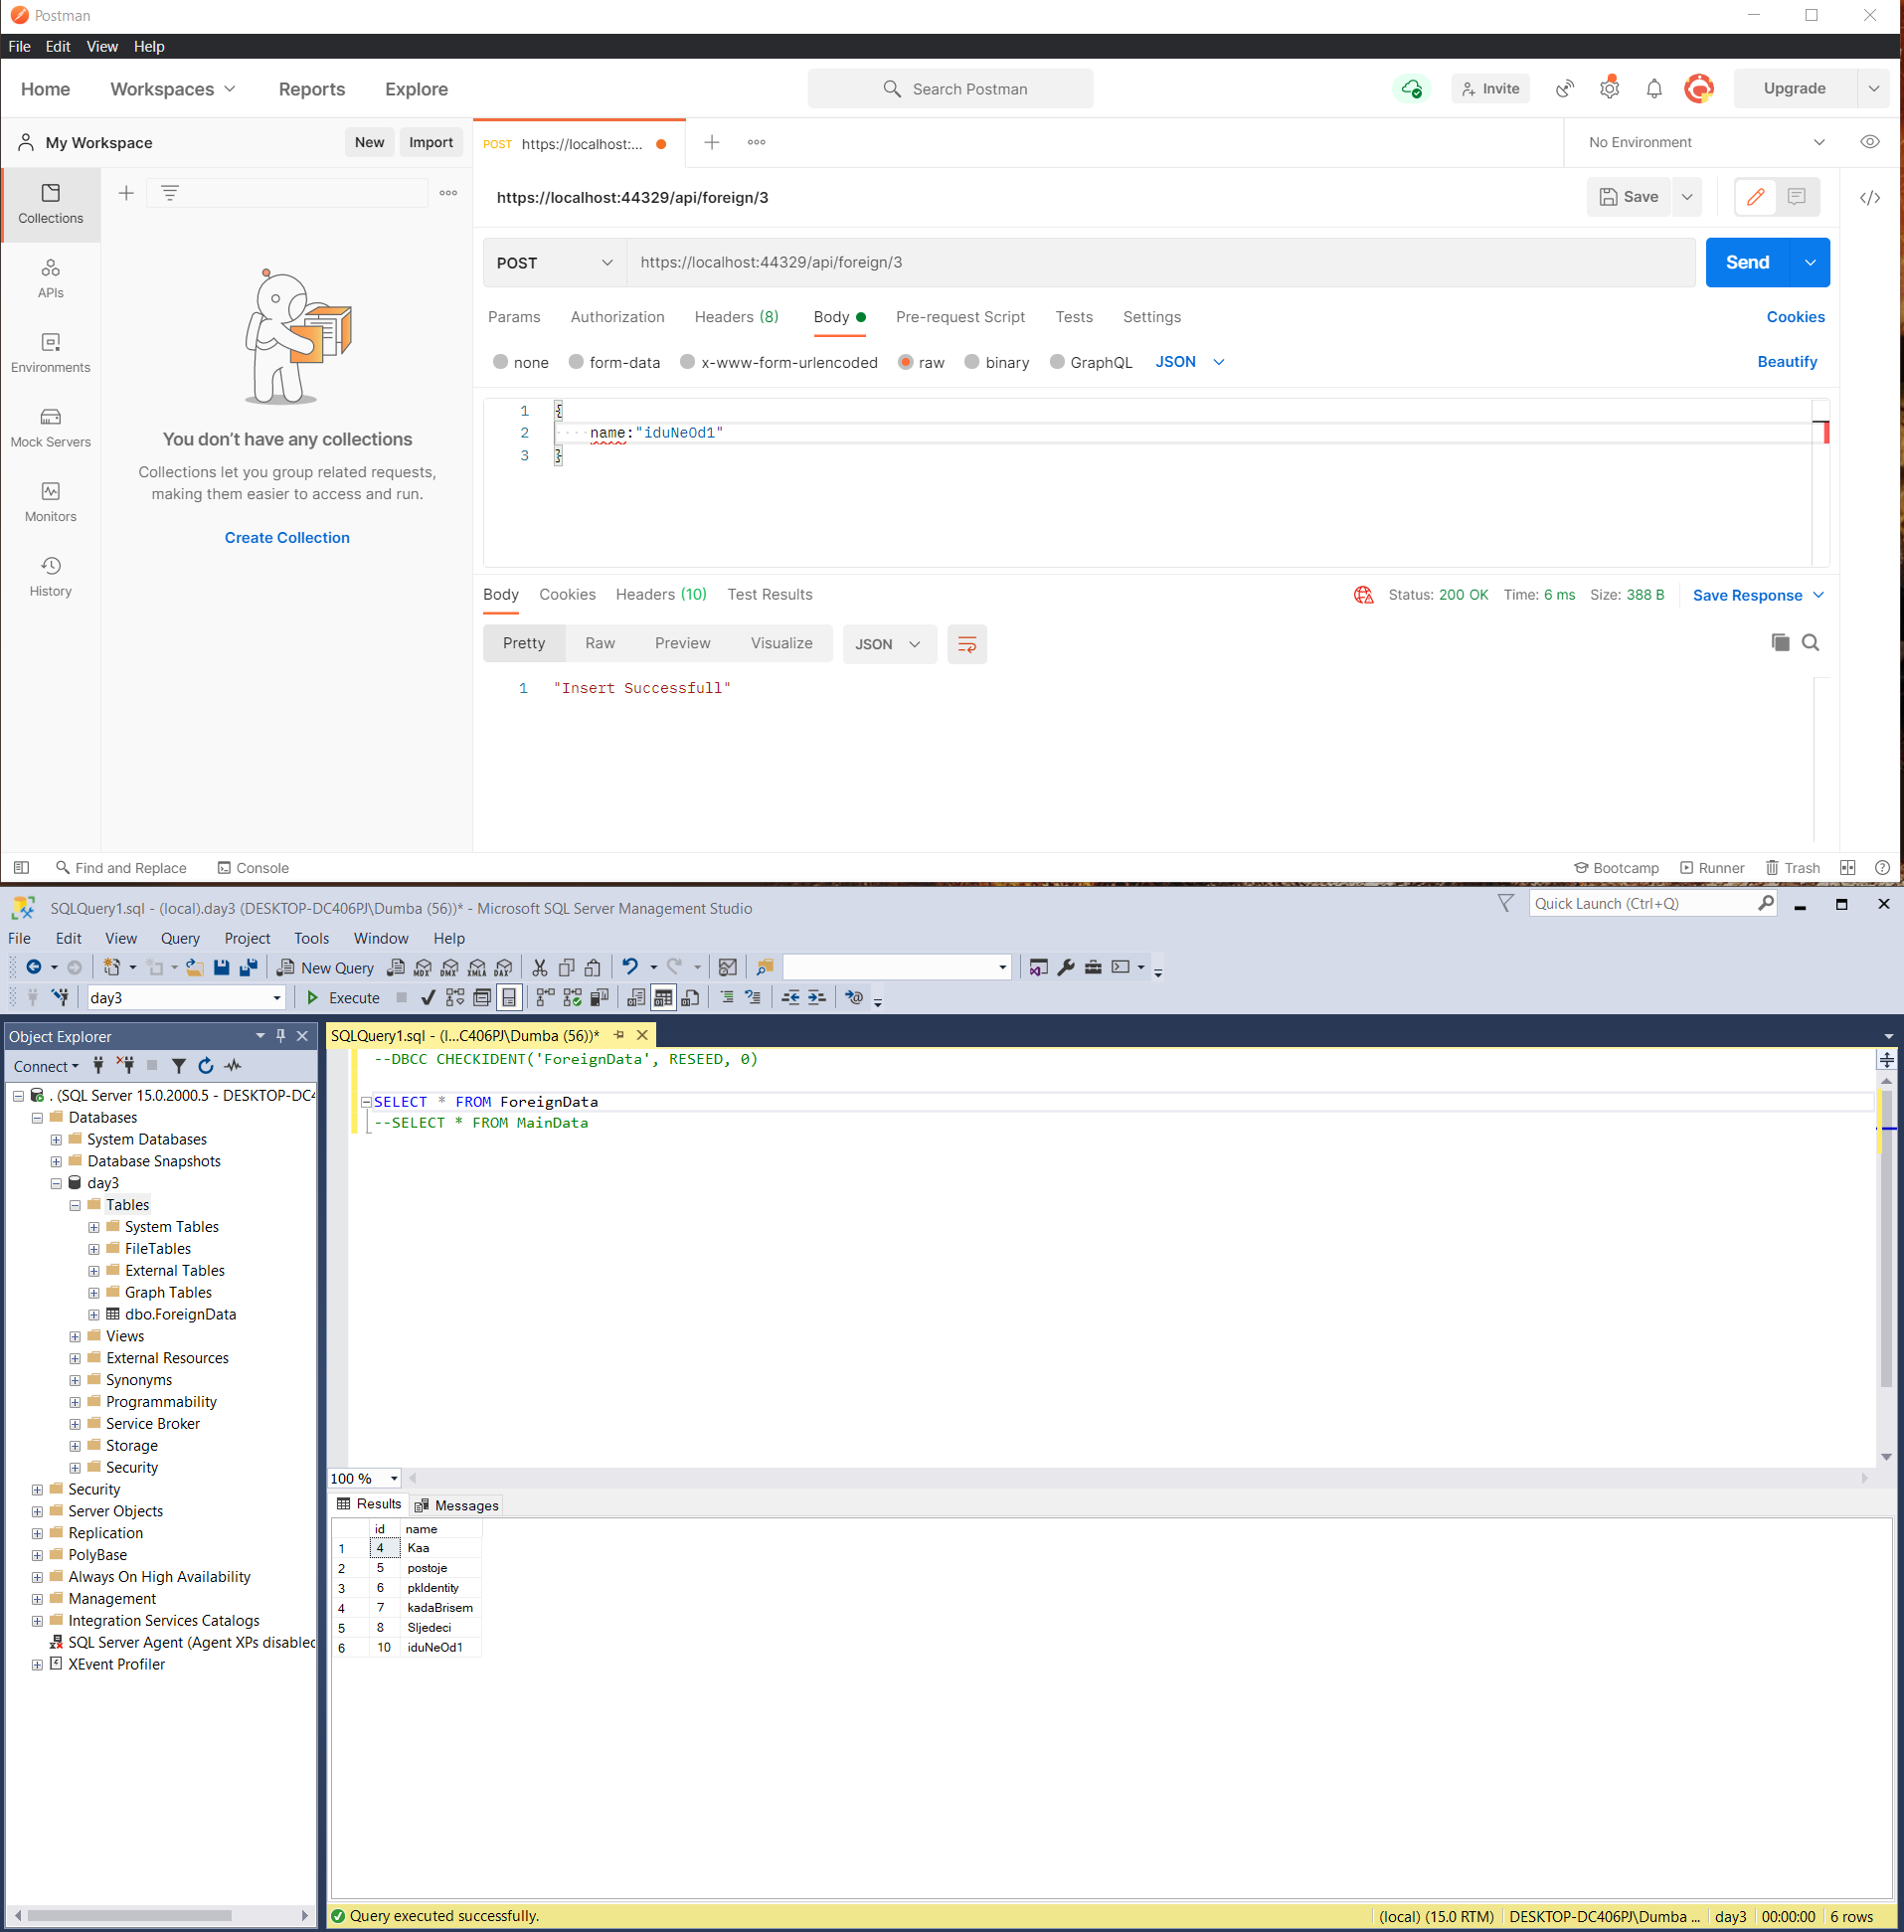 Postman
File Edit View Help
Home Workspaces Reports Explore Search Postman Invite Upgrade
My Workspace New Import POST https://localhost:... No Environment
https://localhost:44329/api/foreign/3 Save
Collections
POST https://localhost:44329/api/foreign/3 Send
APIs
Params Authorization Headers (8) Body Pre-request Script Tests Settings Cookies
Environments
none form-data x-www-form-urlencoded raw binary GraphQL JSON Beautify
1 {
2 name:"iduNeOd1"
3 }
Mock Servers
You don't have any collections
Collections let you group related requests,
making them easier to access and run.
Monitors
Create Collection
History
Body Cookies Headers (10) Test Results Status: 200 OK Time: 6 ms Size: 388 B Save Response
Pretty Raw Preview Visualize JSON
1 "Insert Successfull"
Find and Replace Console Bootcamp Runner Trash
SQLQuery1.sql - (local).day3 (DESKTOP-DC406PJ\Dumba (56))* - Microsoft SQL Server Management Studio Quick Launch (Ctrl+Q)
File Edit View Query Project Tools Window Help
New Query MDX DMX XMLA DAX
day3 Execute
Object Explorer
Connect
. (SQL Server 15.0.2000.5 - DESKTOP-DC4
Databases
System Databases
Database Snapshots
day3
Tables
System Tables
FileTables
External Tables
Graph Tables
dbo.ForeignData
Views
External Resources
Synonyms
Programmability
Service Broker
Storage
Security
Security
Server Objects
Replication
PolyBase
Always On High Availability
Management
Integration Services Catalogs
SQL Server Agent (Agent XPs disabled
XEvent Profiler
SQLQuery1.sql - (l...C406PJ\Dumba (56))*
--DBCC CHECKIDENT('ForeignData', RESEED, 0)
SELECT * FROM ForeignData
--SELECT * FROM MainData
100 %
Results Messages
id name
1 4 Kaa
2 5 postoje
3 6 pkIdentity
4 7 kadaBrisem
5 8 Sljedeci
6 10 iduNeOd1
Query executed successfully. (local) (15.0 RTM) DESKTOP-DC406PJ\Dumba ... day3 00:00:00 6 rows